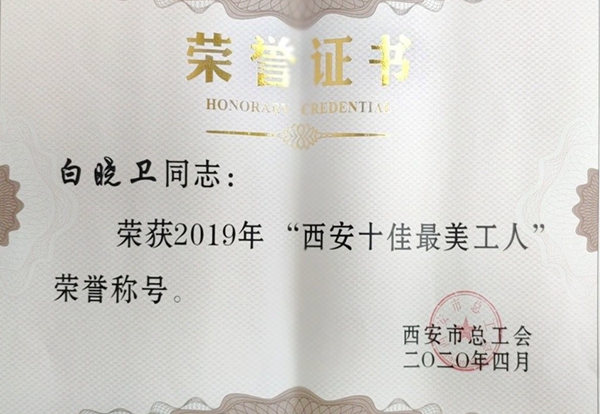 荣誉证书
HONORARY CREDENTIAL
白晓卫同志：
荣获2019年“西安十佳最美工人”
荣誉称号。
西安市总工会
二〇二〇年四月